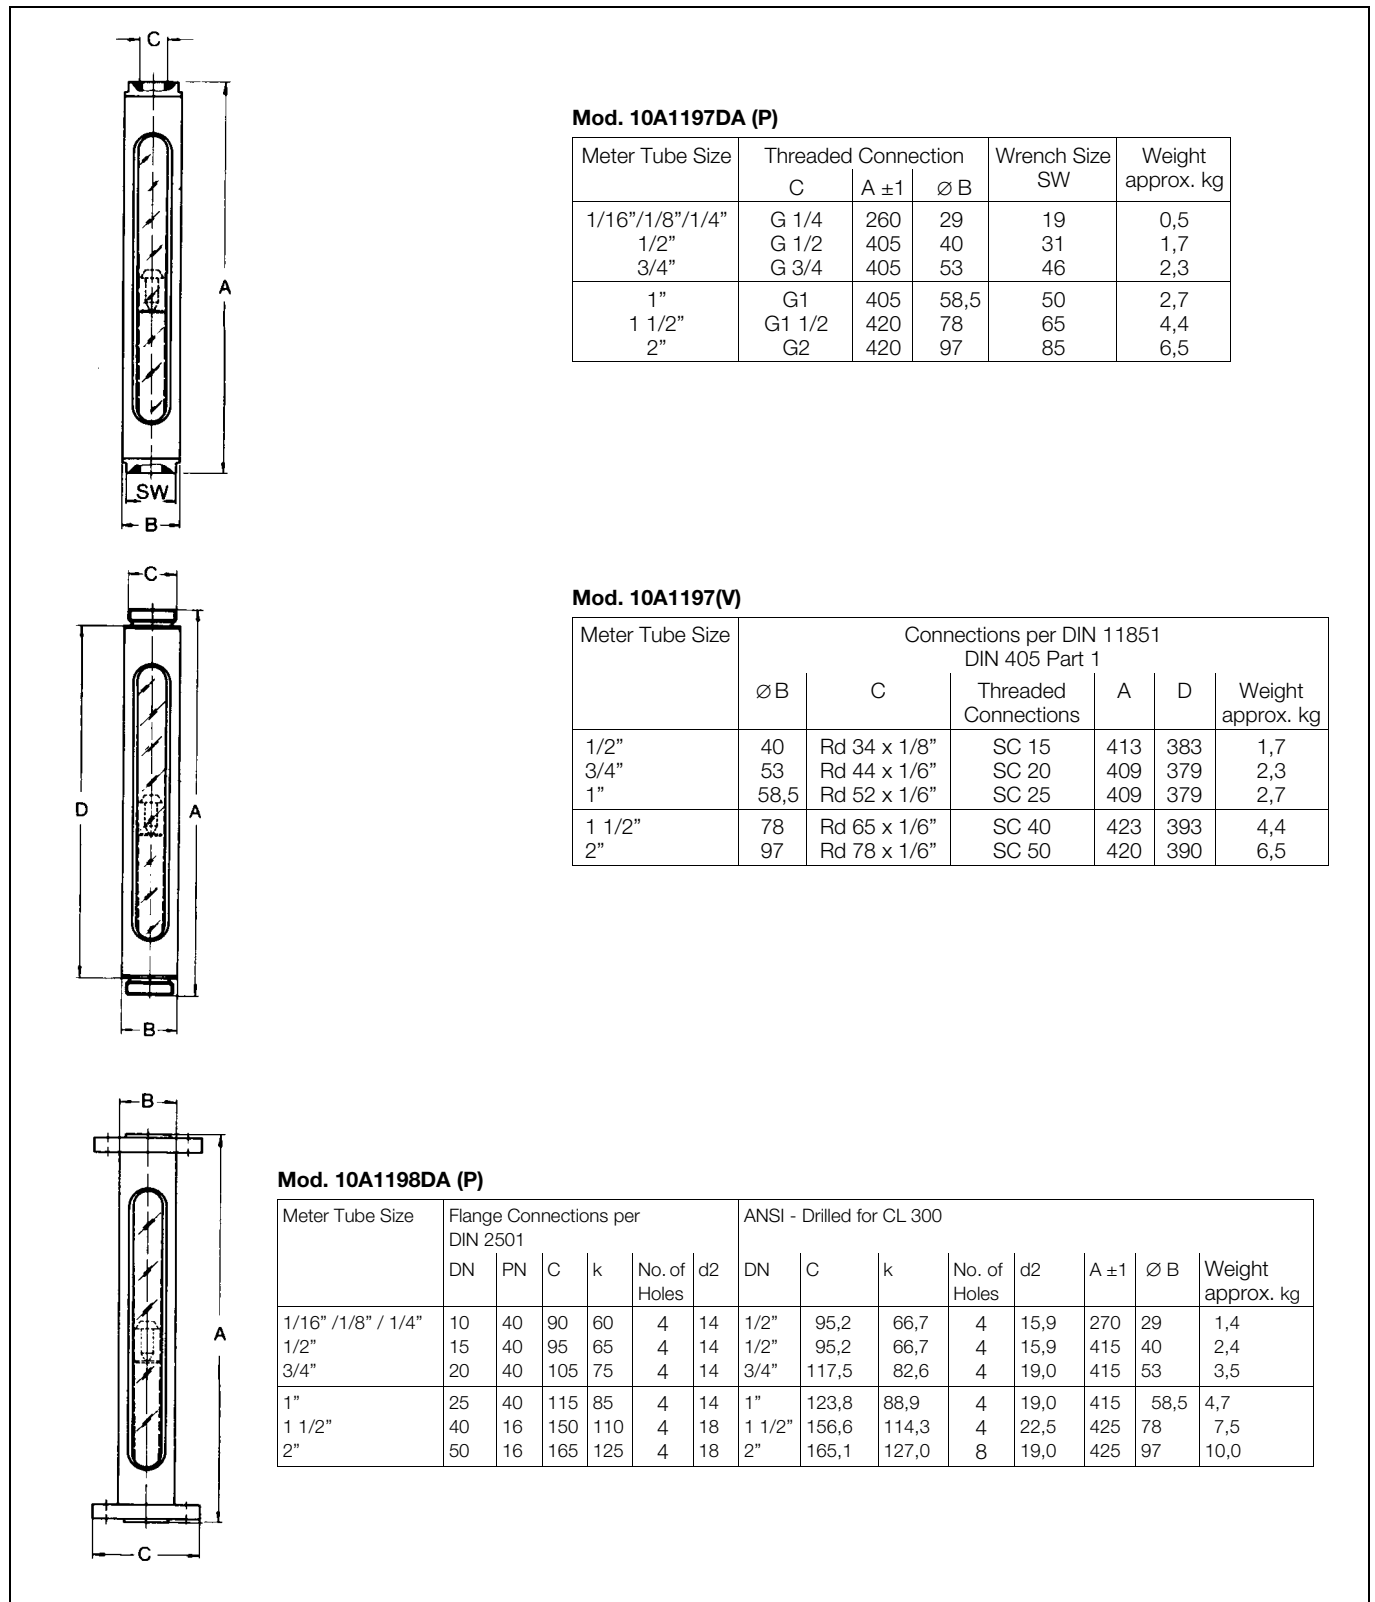 C
A
SW
B
Mod. 10A1197DA (P)
Meter Tube Size Threaded Connection Wrench Size SW Weight approx. kg
C A ±1 ∅ B
1/16”/1/8”/1/4” G 1/4 260 29 19 0,5
1/2” G 1/2 405 40 31 1,7
3/4” G 3/4 405 53 46 2,3
1” G1 405 58,5 50 2,7
1 1/2” G1 1/2 420 78 65 4,4
2” G2 420 97 85 6,5
C
D
A
B
Mod. 10A1197(V)
Meter Tube Size Connections per DIN 11851
DIN 405 Part 1
∅ B C Threaded Connections A D Weight approx. kg
1/2” 40 Rd 34 x 1/8” SC 15 413 383 1,7
3/4” 53 Rd 44 x 1/6” SC 20 409 379 2,3
1” 58,5 Rd 52 x 1/6” SC 25 409 379 2,7
1 1/2” 78 Rd 65 x 1/6” SC 40 423 393 4,4
2” 97 Rd 78 x 1/6” SC 50 420 390 6,5
B
A
C
Mod. 10A1198DA (P)
Meter Tube Size Flange Connections per DIN 2501 ANSI - Drilled for CL 300
DN PN C k No. of Holes d2 DN C k No. of Holes d2 A ±1 ∅ B Weight approx. kg
1/16” /1/8” / 1/4” 10 40 90 60 4 14 1/2” 95,2 66,7 4 15,9 270 29 1,4
1/2” 15 40 95 65 4 14 1/2” 95,2 66,7 4 15,9 415 40 2,4
3/4” 20 40 105 75 4 14 3/4” 117,5 82,6 4 19,0 415 53 3,5
1” 25 40 115 85 4 14 1” 123,8 88,9 4 19,0 415 58,5 4,7
1 1/2” 40 16 150 110 4 18 1 1/2” 156,6 114,3 4 22,5 425 78 7,5
2” 50 16 165 125 4 18 2” 165,1 127,0 8 19,0 425 97 10,0